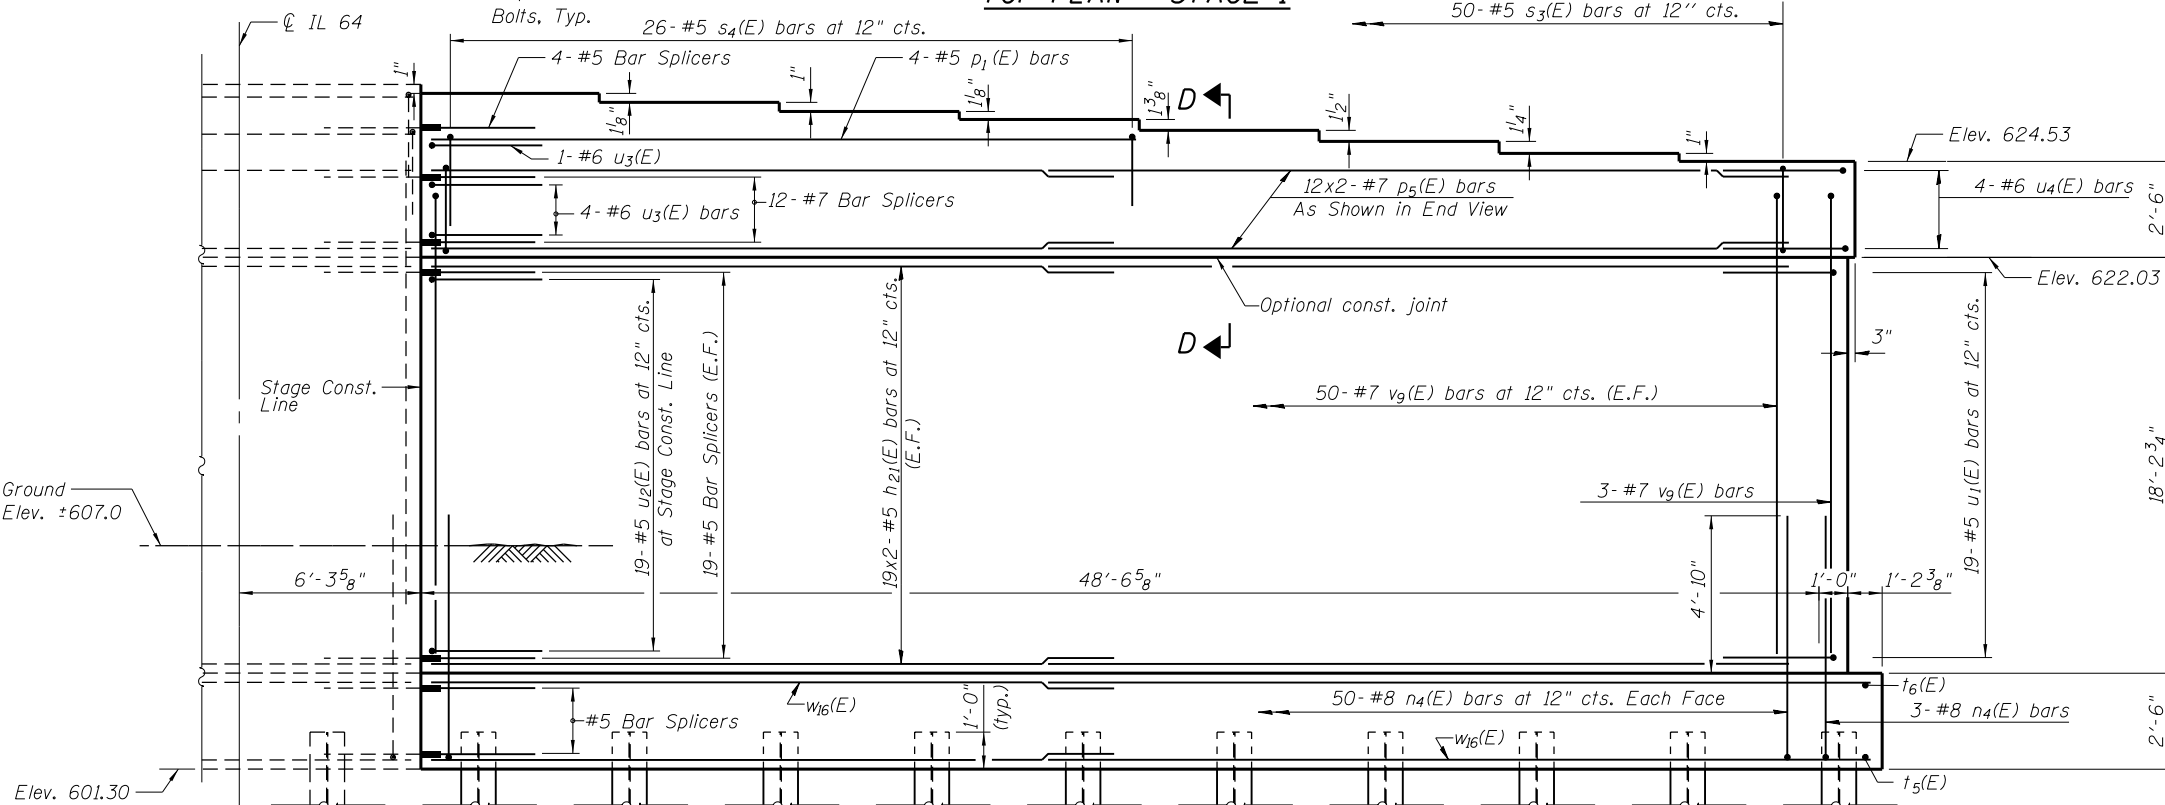 ℄ IL 64
Bolts, Typ.
26- #5 s4(E) bars at 12" cts.
50- #5 s3(E) bars at 12" cts.
4- #5 Bar Splicers
4- #5 p1(E) bars
1"
1⅛"
1"
1⅛"
1⅜"
D
1½"
1¼"
1"
Elev. 624.53
1- #6 u3(E)
12x2- #7 p5(E) bars
As Shown in End View
4- #6 u4(E) bars
2'-6"
12- #7 Bar Splicers
4- #6 u3(E) bars
Elev. 622.03
Optional const. joint
D
3"
Stage Const.
Line
50- #7 v9(E) bars at 12" cts. (E.F.)
19- #5 u2(E) bars at 12" cts.
at Stage Const. Line
19- #5 Bar Splicers (E.F.)
19x2- #5 h21(E) bars at 12" cts.
(E.F.)
19- #5 u1(E) bars at 12" cts.
18'-2¾"
Ground
Elev. ±607.0
3- #7 v9(E) bars
6'-3⅝"
48'-6⅝"
4'-10"
1'-0"
1'-2⅜"
w16(E)
#5 Bar Splicers
1'-0"
(typ.)
50- #8 n4(E) bars at 12" cts. Each Face
t6(E)
3- #8 n4(E) bars
2'-6"
w16(E)
t5(E)
Elev. 601.30